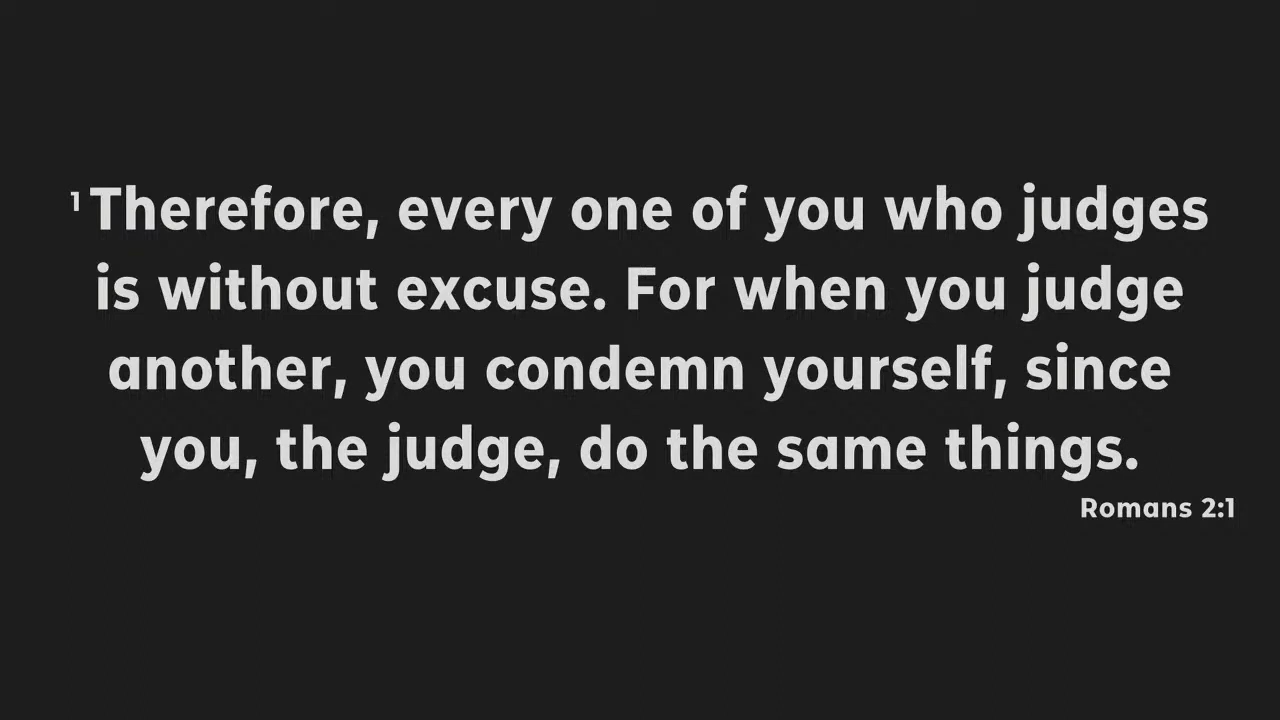 1 Therefore, every one of you who judges
is without excuse. For when you judge
another, you condemn yourself, since
you, the judge, do the same things.
Romans 2:1